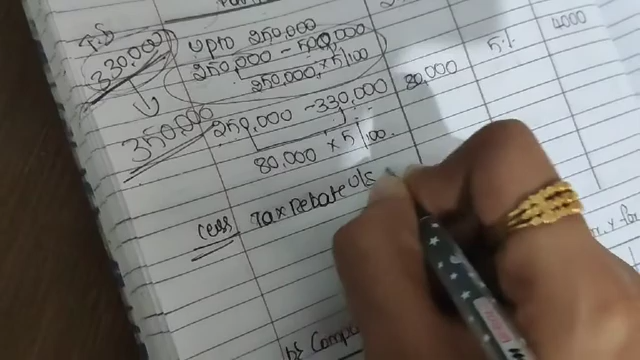 T.S
330,000
350,000
upto 250,000
250,000 - 500,000
250,000 × 5/100
250,000 - 330,000 80,000 5% 4000
80,000 × 5/100.
Cess Tax rebate U/s